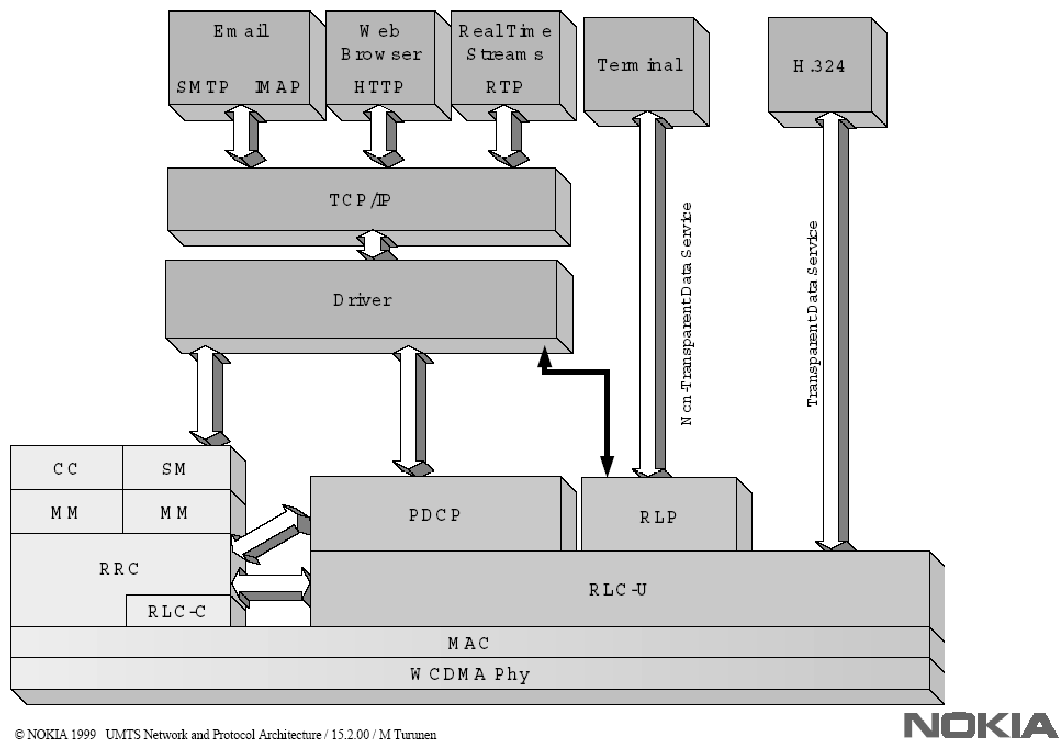 Email
SMTP IMAP
Web
Browser
HTTP
RealTime
Streams
RTP
Terminal
H.324
TCP/IP
Driver
Non-Transparent Data Service
Transparent Data Service
CC
SM
MM
MM
RRC
RLC-C
PDCP
RLP
RLC-U
MAC
WCDMA Phy
© NOKIA 1999 UMTS Network and Protocol Architecture / 15.2.00 / M Turunen
NOKIA